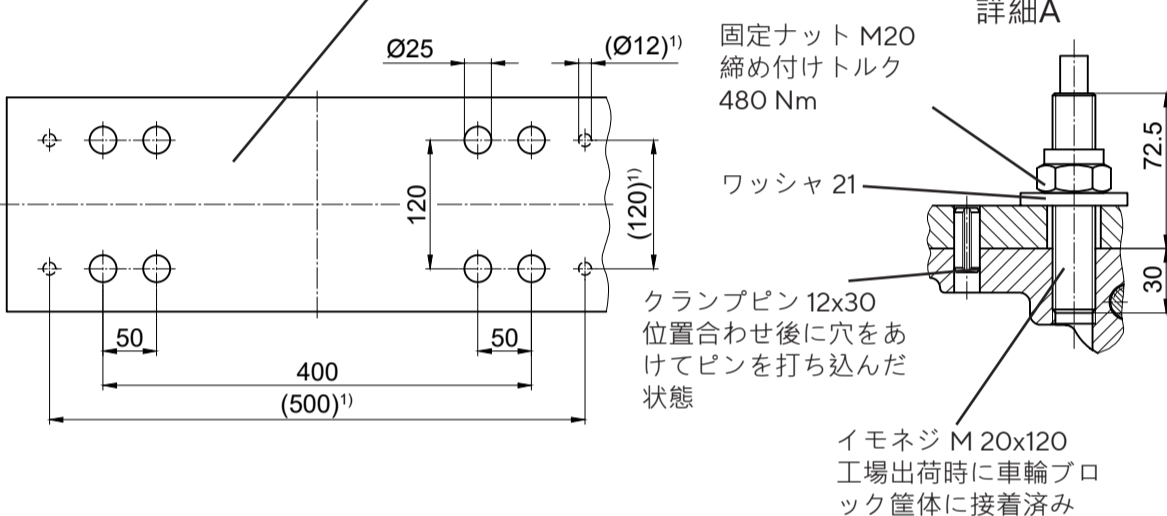 詳細A
固定ナット M20
締め付けトルク
480 Nm
Ø25
(Ø12)¹⁾
72.5
ワッシャ 21
120
(120)¹⁾
30
クランプピン 12x30
位置合わせ後に穴をあ
けてピンを打ち込んだ
状態
50
50
400
(500)¹⁾
イモネジ M 20x120
工場出荷時に車輪ブロ
ック筐体に接着済み